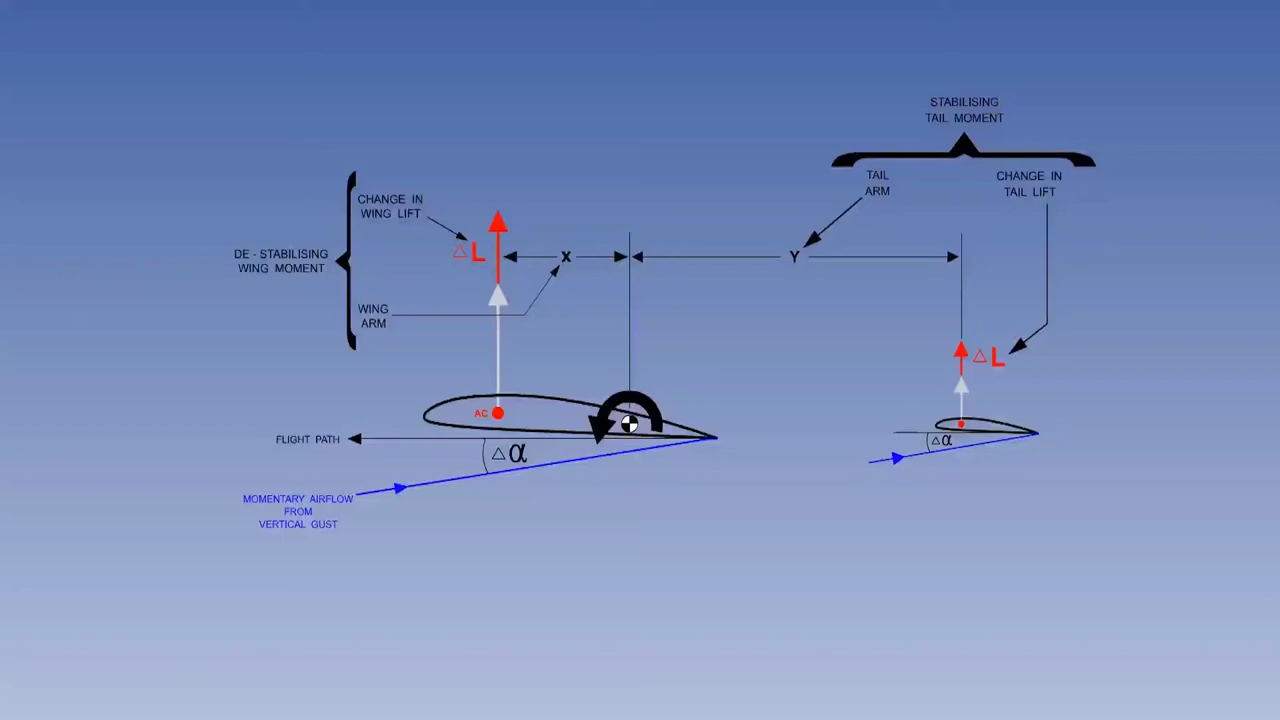 STABILISING
TAIL MOMENT
TAIL
ARM
CHANGE IN
TAIL LIFT
CHANGE IN
WING LIFT
DE - STABILISING
WING MOMENT
△L
X
Y
WING
ARM
△L
AC
FLIGHT PATH
△α
△α
MOMENTARY AIRFLOW
FROM
VERTICAL GUST